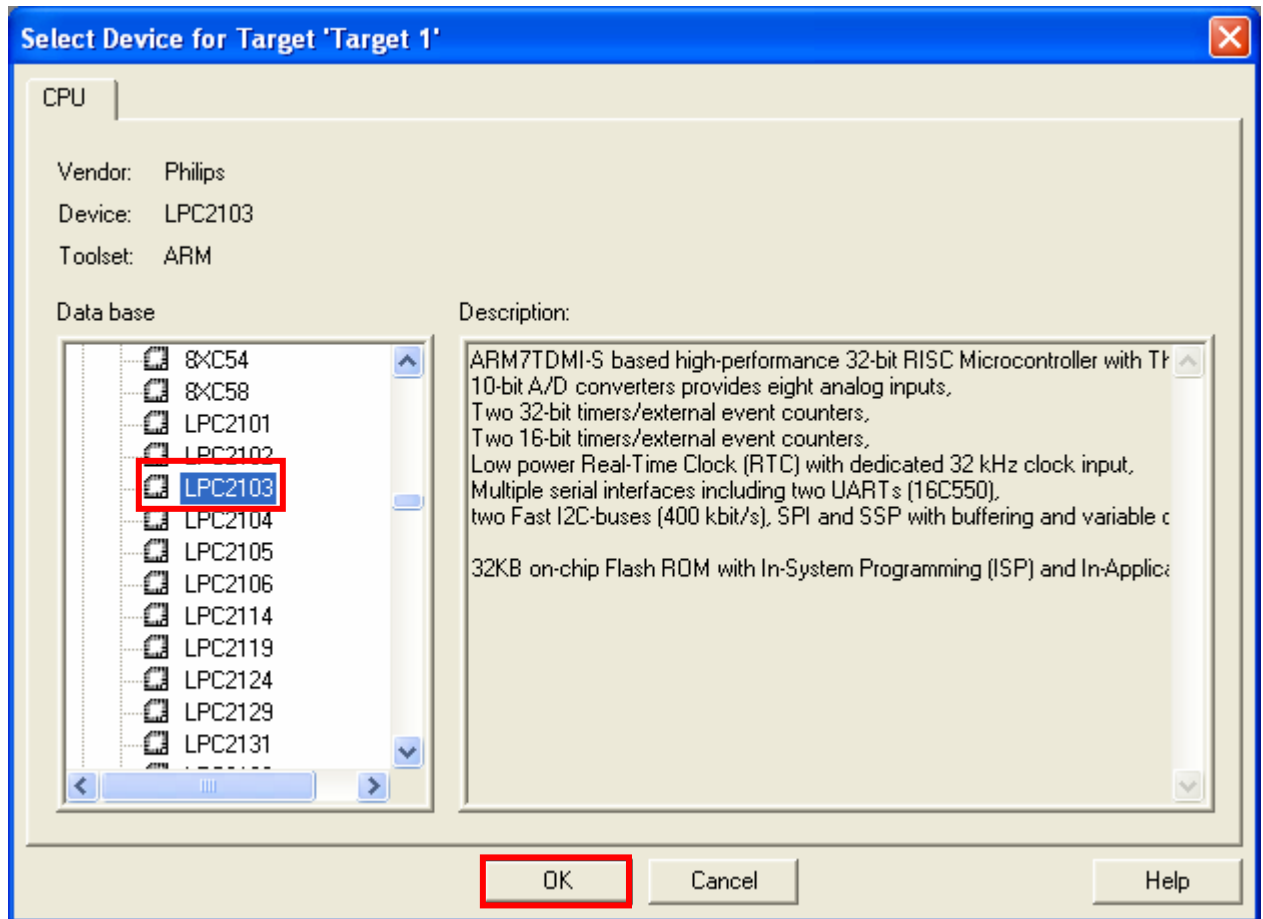 Select Device for Target 'Target 1'
CPU
Vendor: Philips
Device: LPC2103
Toolset: ARM
Data base
8XC54
8XC58
LPC2101
LPC2102
LPC2103
LPC2104
LPC2105
LPC2106
LPC2114
LPC2119
LPC2124
LPC2129
LPC2131
Description:
ARM7TDMI-S based high-performance 32-bit RISC Microcontroller with
10-bit A/D converters provides eight analog inputs,
Two 32-bit timers/external event counters,
Two 16-bit timers/external event counters,
Low power Real-Time Clock (RTC) with dedicated 32 kHz clock input,
Multiple serial interfaces including two UARTs (16C550),
two Fast I2C-buses (400 kbit/s), SPI and SSP with buffering and variable
32KB on-chip Flash ROM with In-System Programming (ISP) and
OK Cancel Help